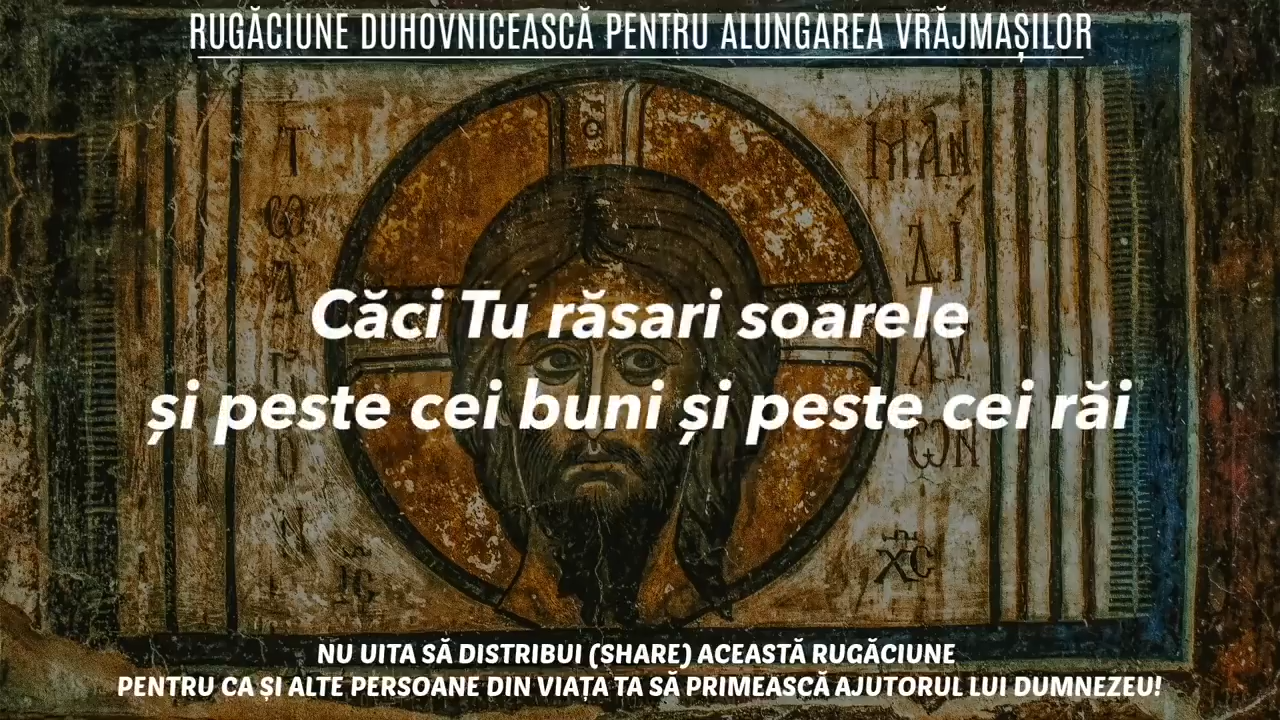 RUGĂCIUNE DUHOVNICEASCĂ PENTRU ALUNGAREA VRĂJMAȘILOR
Căci Tu răsari soarele
și peste cei buni și peste cei răi
NU UITA SĂ DISTRIBUI (SHARE) ACEASTĂ RUGĂCIUNE
PENTRU CA ȘI ALTE PERSOANE DIN VIAȚA TA SĂ PRIMEASCĂ AJUTORUL LUI DUMNEZEU!